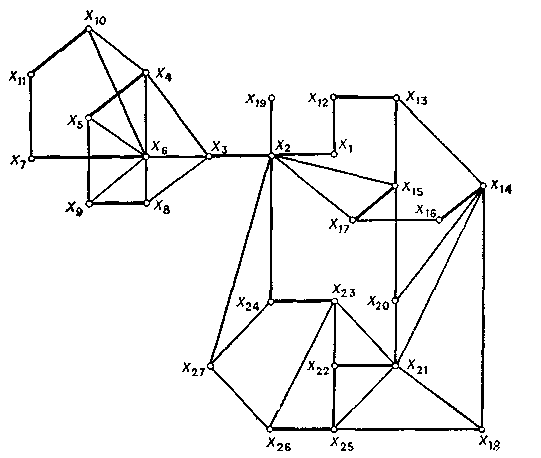 X₁₀
X₁₁ X₄
X₁₉ X₁₂ X₁₃
X₅
X₇ X₆ X₃ X₂ X₁
X₉ X₈ X₁₅ X₁₄
X₁₇ X₁₆
X₂₄ X₂₃ X₂₀
X₂₇ X₂₂ X₂₁
X₂₆ X₂₅ X₁₈